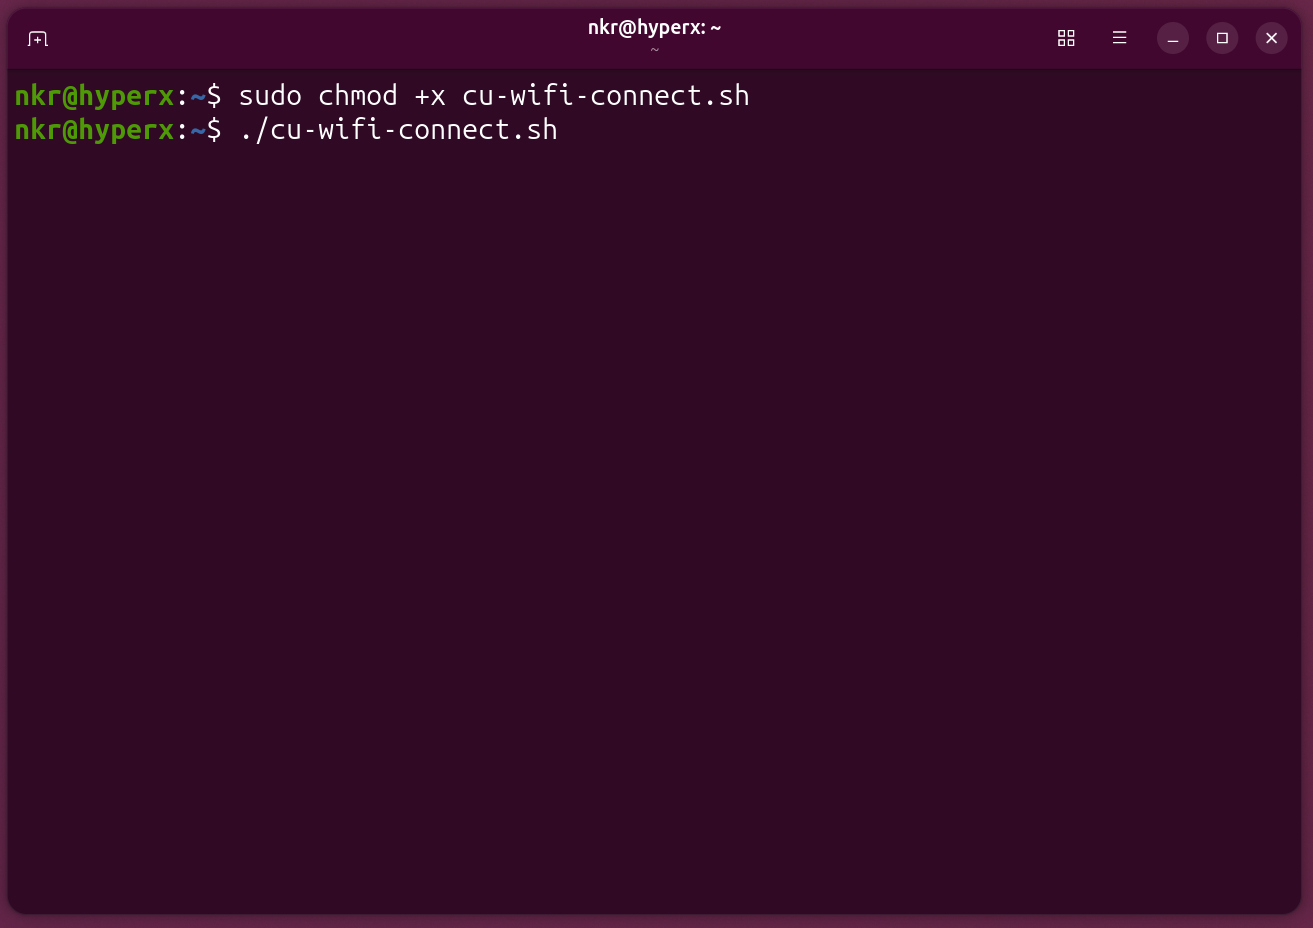 nkr@hyperx: ~
~
nkr@hyperx:~$ sudo chmod +x cu-wifi-connect.sh
nkr@hyperx:~$ ./cu-wifi-connect.sh